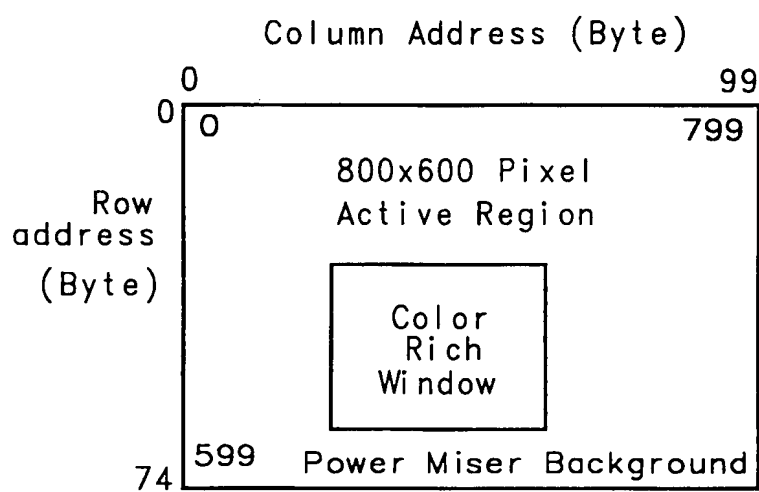 Column Address (Byte)
0 99
0
0 799
800x600 Pixel
Active Region
Row
address
(Byte)
Color
Rich
Window
599
Power Miser Background
74